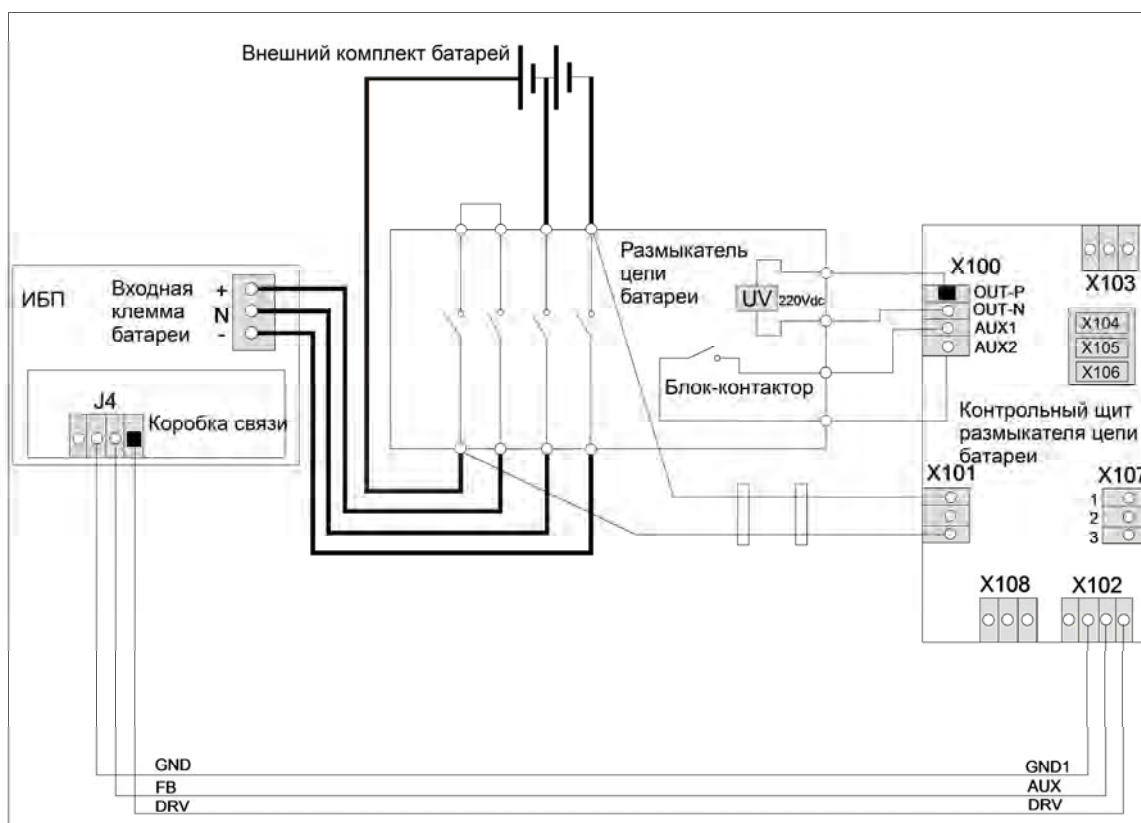 Внешний комплект батарей
ИБП
Входная
клемма
батареи
+
N
-
J4
Коробка связи
Размыкатель
цепи
батареи
UV
220Vdc
Блок-контактор
X100
OUT-P
OUT-N
AUX1
AUX2
X103
X104
X105
X106
Контрольный щит
размыкателя цепи
батареи
X101
X107
1
2
3
X108
X102
GND
GND1
FB
AUX
DRV
DRV